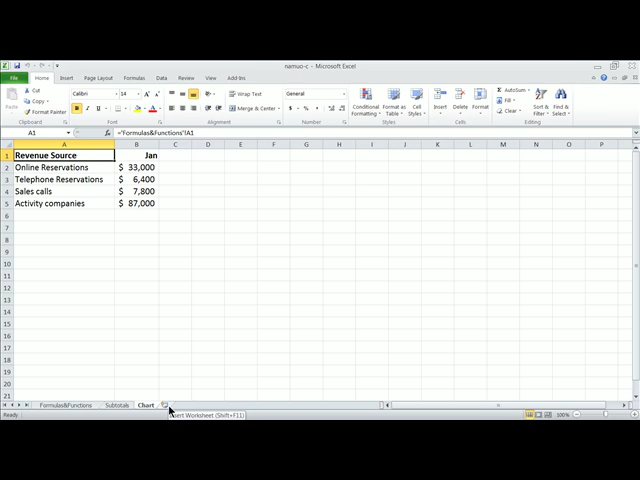 namuo-c - Microsoft Excel
File Home Insert Page Layout Formulas Data Review View Add-Ins
Paste Cut Copy Format Painter Calibri 14 Wrap Text Merge & Center General Conditional Formatting Format as Table Cell Styles Insert Delete Format AutoSum Fill Clear Sort & Filter Find & Select
Clipboard Font Alignment Number Styles Cells Editing
A1 fx ='Formulas&Functions'!A1
A B C D E F G H I J K L M N O P
1 Revenue Source Jan
2 Online Reservations $ 33,000
3 Telephone Reservations $ 6,400
4 Sales calls $ 7,800
5 Activity companies $ 87,000
6
7
8
9
10
11
12
13
14
15
16
17
18
19
20
21
Formulas&Functions Subtotals Chart
Ready Insert Worksheet (Shift+F11) 100%